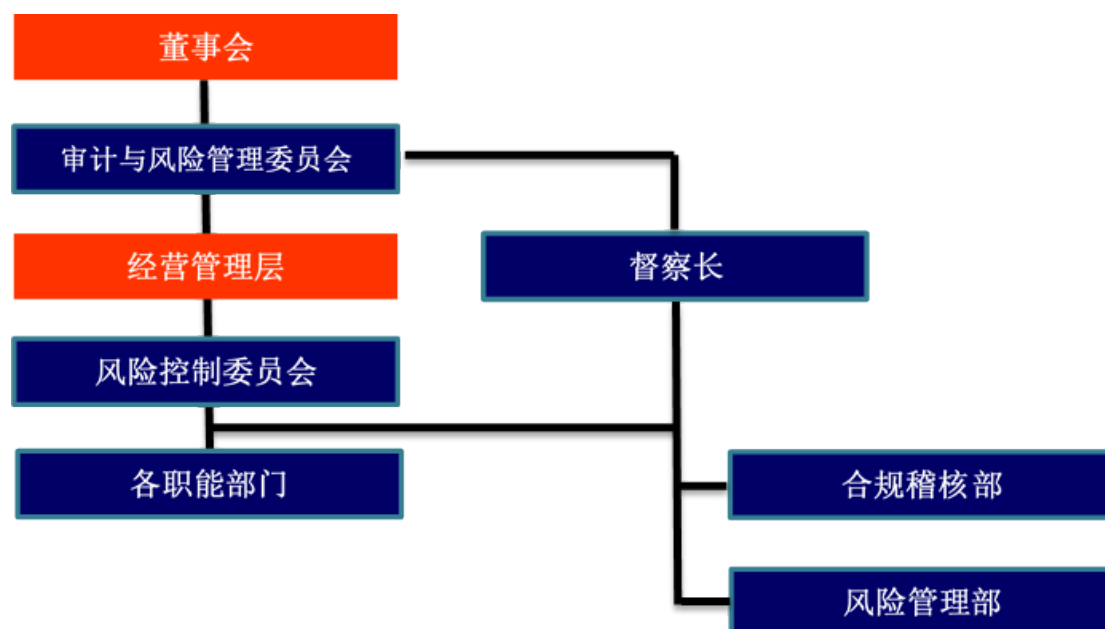 董事会
审计与风险管理委员会
经营管理层
督察长
风险控制委员会
各职能部门
合规稽核部
风险管理部